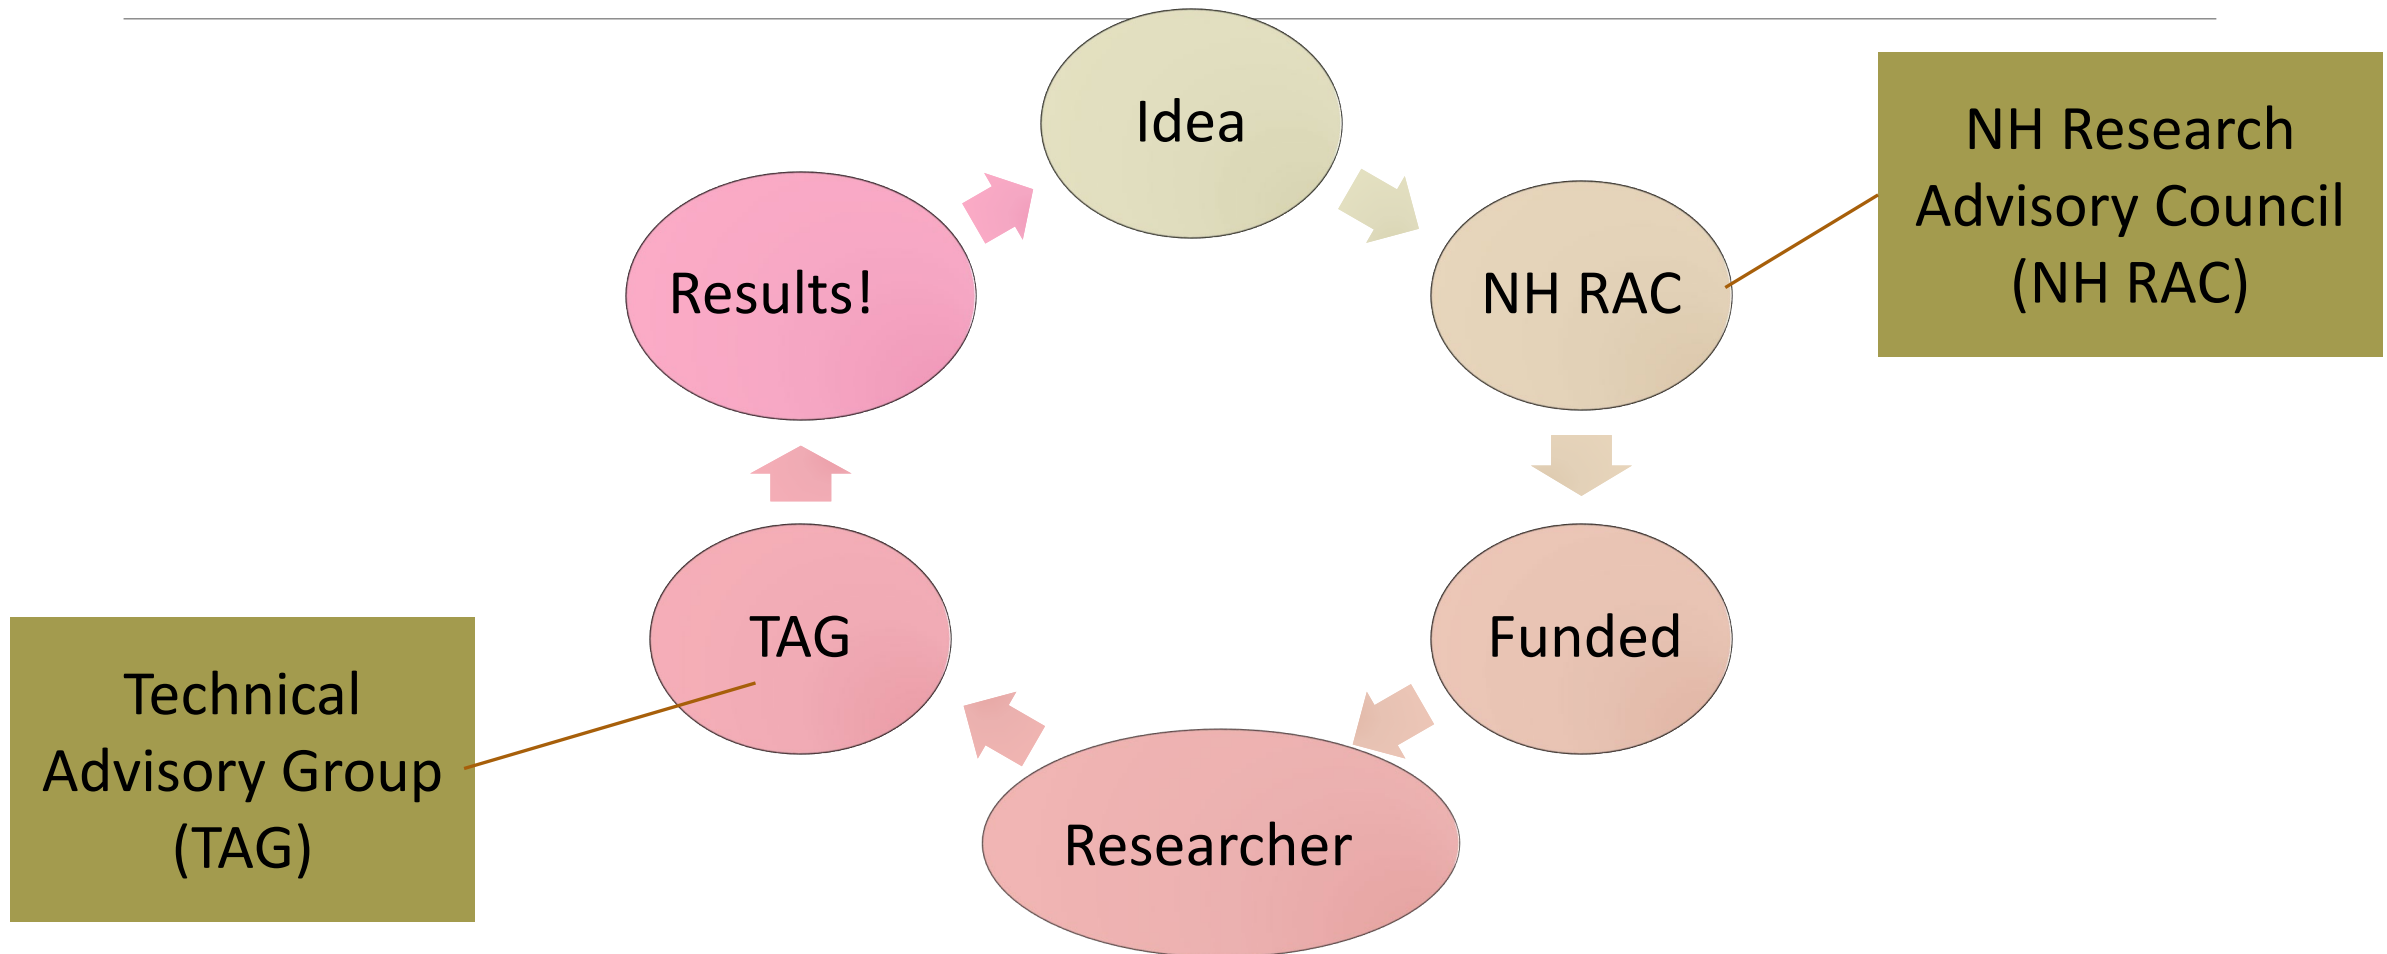 Idea
NH RAC
Funded
Researcher
TAG
Results!
NH Research
Advisory Council
(NH RAC)
Technical
Advisory Group
(TAG)